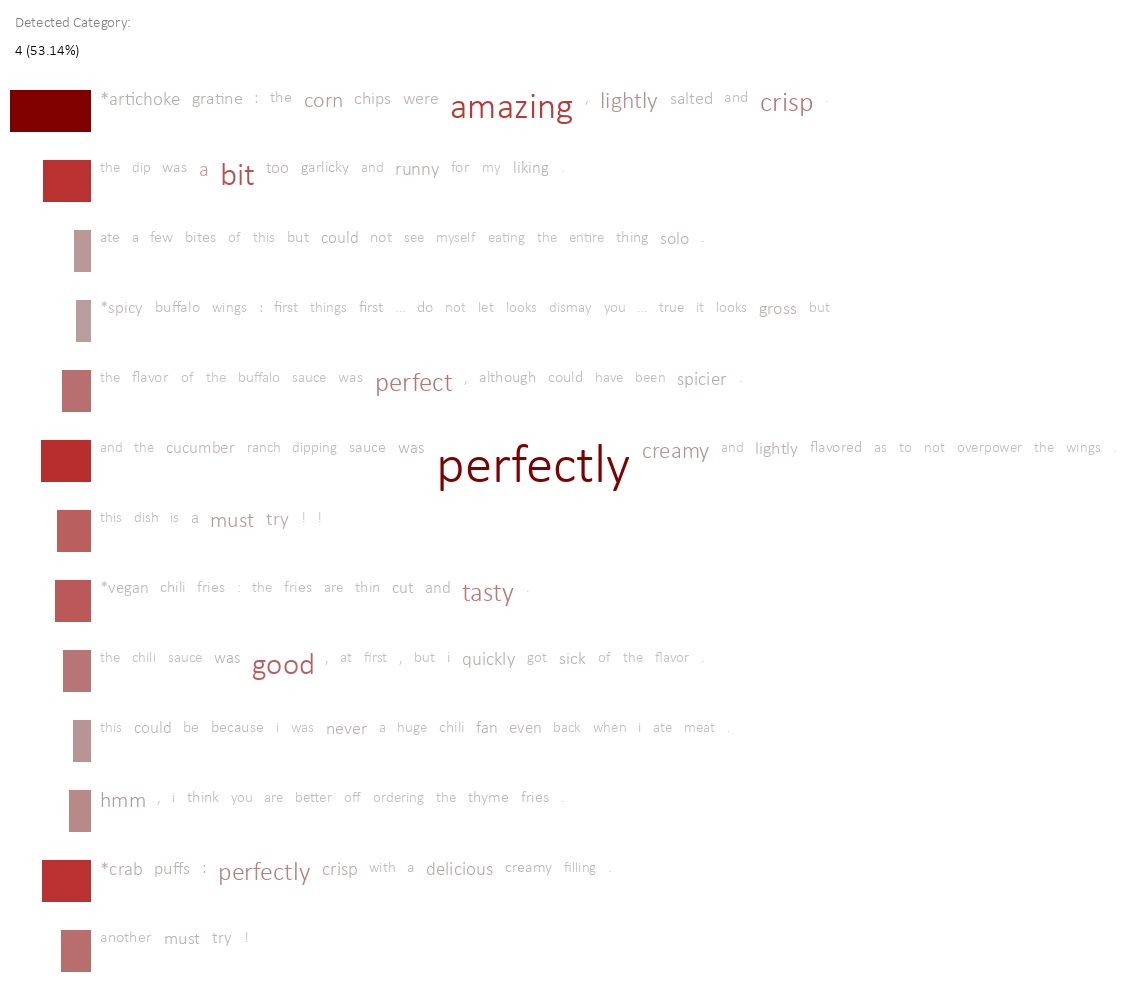 Detected Category:
4 (53.14%)
*artichoke gratine : the corn chips were amazing , lightly salted and crisp .
the dip was a bit too garlicky and runny for my liking .
ate a few bites of this but could not see myself eating the entire thing solo .
*spicy buffalo wings : first things first ... do not let looks dismay you ... true it looks gross but
the flavor of the buffalo sauce was perfect , although could have been spicier .
and the cucumber ranch dipping sauce was perfectly creamy and lightly flavored as to not overpower the wings .
this dish is a must try ! !
*vegan chili fries : the fries are thin cut and tasty .
the chili sauce was good , at first , but i quickly got sick of the flavor .
this could be because i was never a huge chili fan even back when i ate meat .
hmm , i think you are better off ordering the thyme fries .
*crab puffs : perfectly crisp with a delicious creamy filling .
another must try !